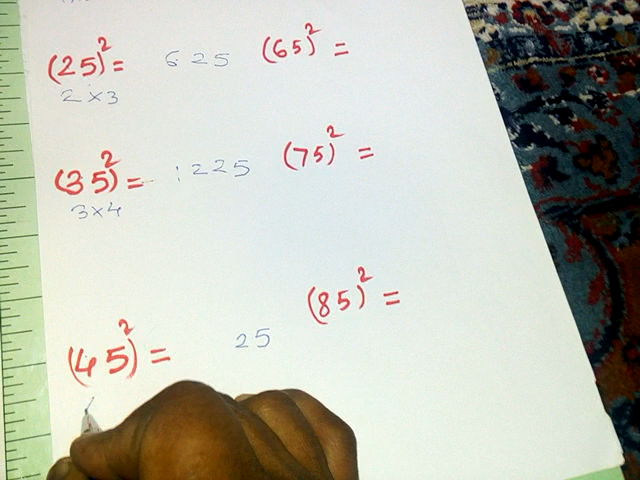 (25)² = 625 (65)² =
2×3
(35)² = 1225 (75)² =
3×4
(85)² =
(45)² = 25